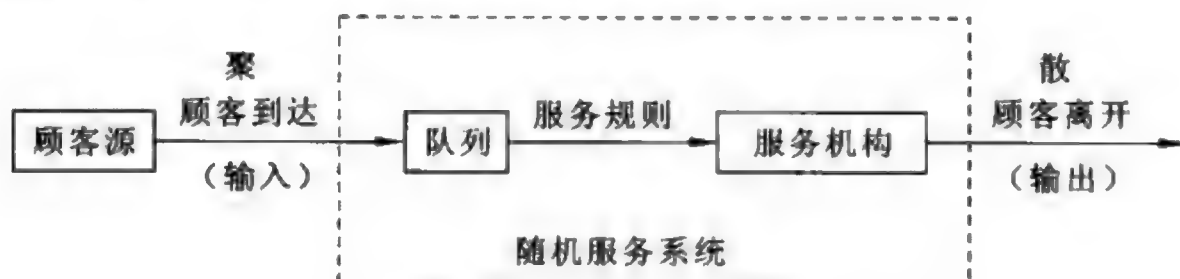 聚
散
顾客到达
服务规则
顾客离开
顾客源
队列
服务机构
（输入）
（输出）
随机服务系统